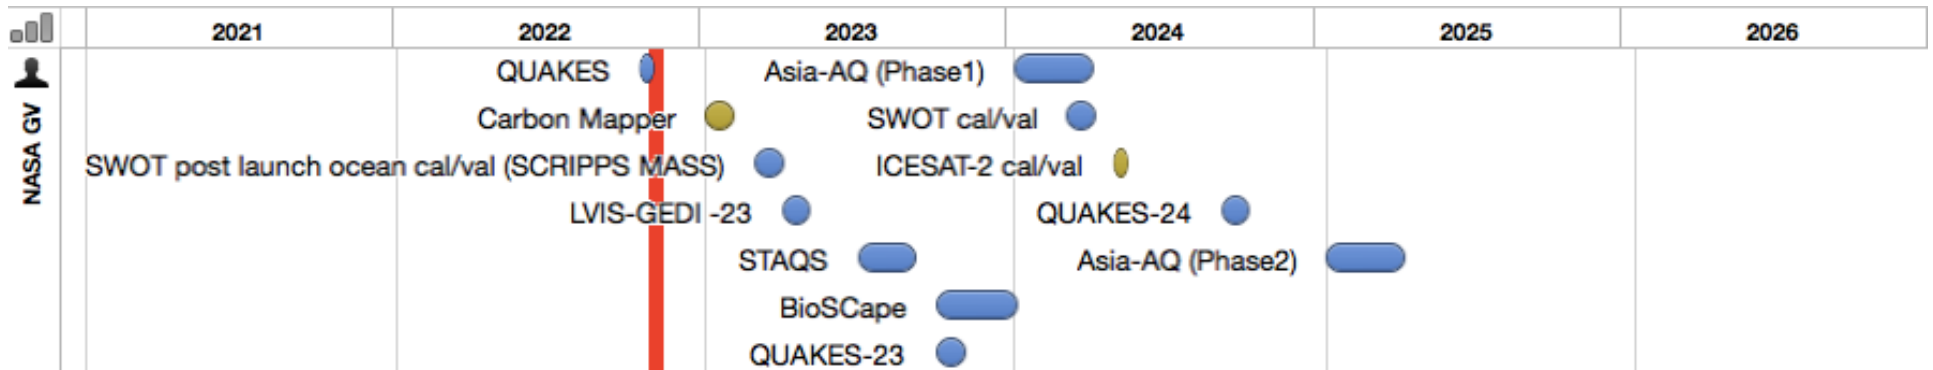 2021 2022 2023 2024 2025 2026
NASA GV
QUAKES Asia-AQ (Phase1)
Carbon Mapper SWOT cal/val
SWOT post launch ocean cal/val (SCRIPPS MASS) ICESAT-2 cal/val
LVIS-GEDI -23 QUAKES-24
STAQS Asia-AQ (Phase2)
BioSCape
QUAKES-23